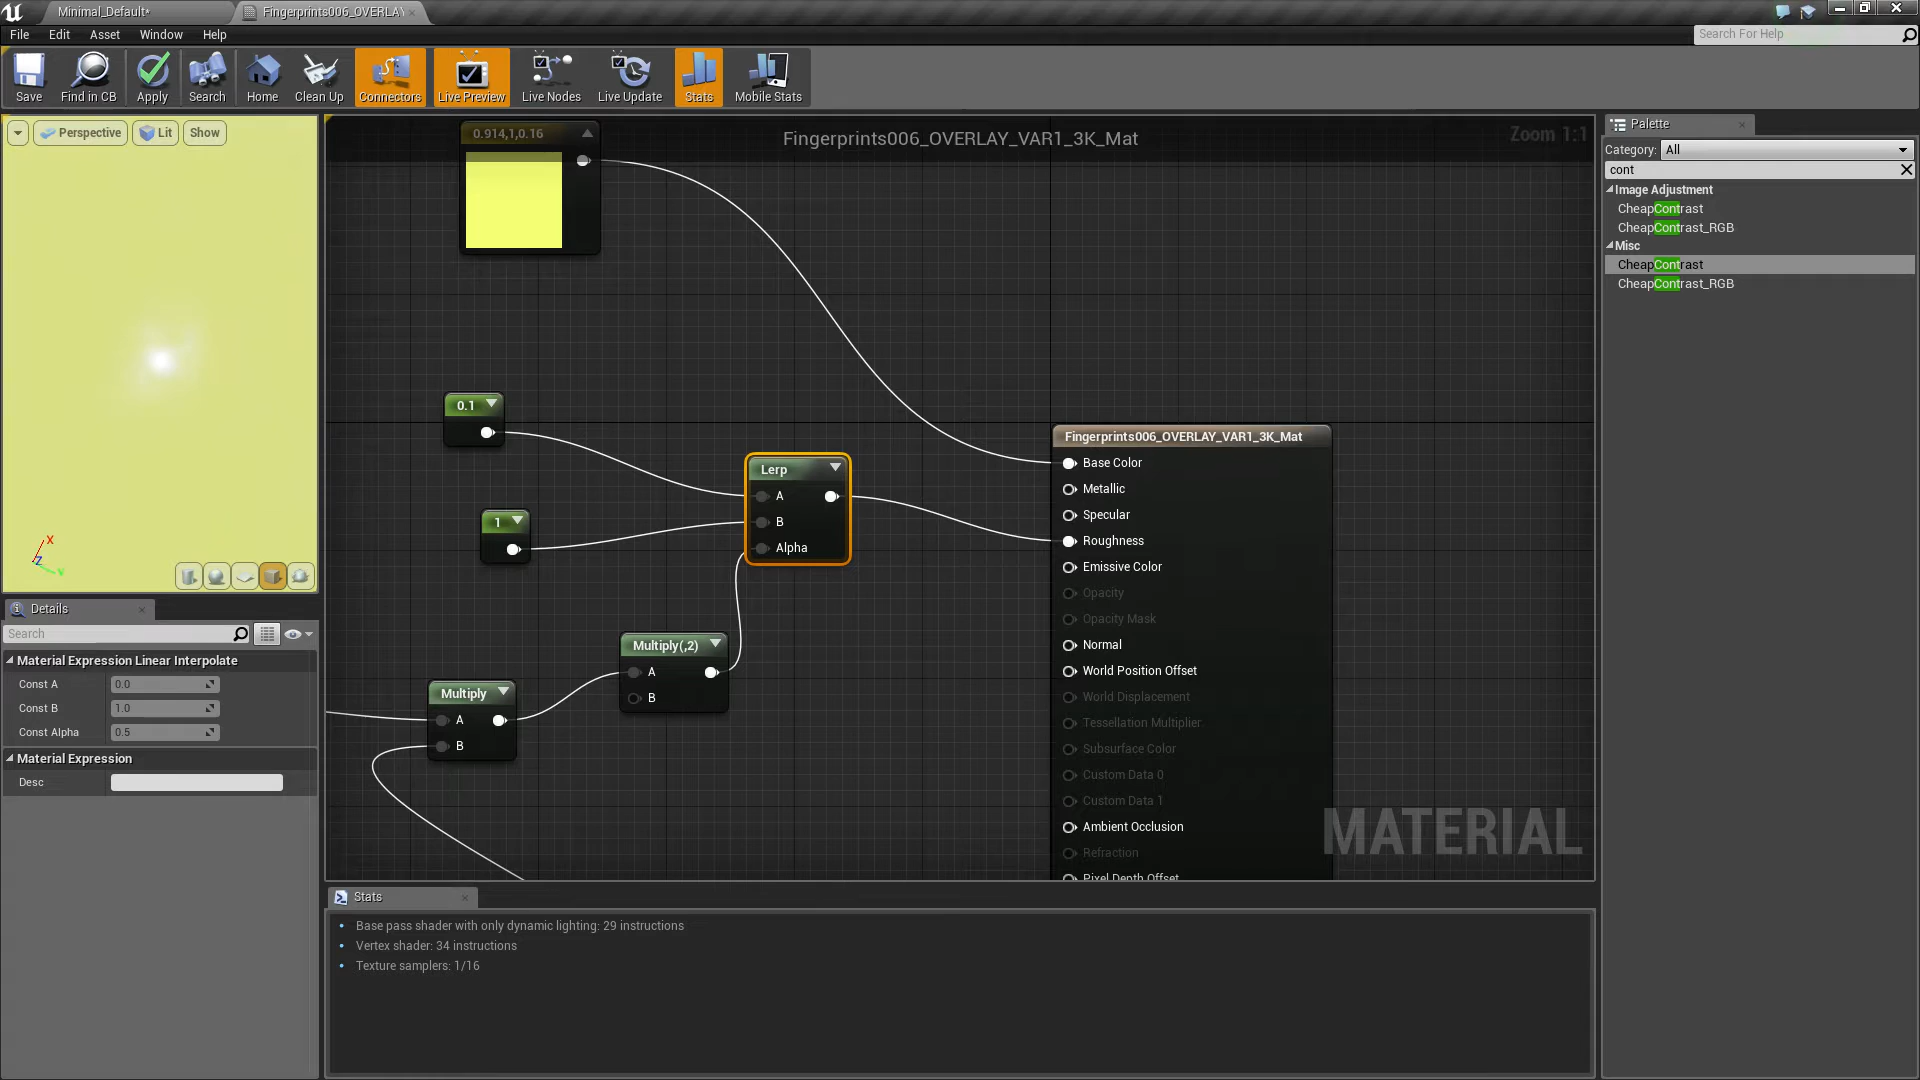 Minimal_Default*
Fingerprints006_OVERLAY
File Edit Asset Window Help
Search For Help
Save
Find in CB
Apply
Search
Home
Clean Up
Connectors
Live Preview
Live Nodes
Live Update
Stats
Mobile Stats
Perspective
Lit
Show
X
Z
Y
0.914,1,0.16
Fingerprints006_OVERLAY_VAR1_3K_Mat
Zoom 1:1
0.1
1
Lerp
A
B
Alpha
Multiply(,2)
A
B
Multiply
A
B
Fingerprints006_OVERLAY_VAR1_3K_Mat
Base Color
Metallic
Specular
Roughness
Emissive Color
Opacity
Opacity Mask
Normal
World Position Offset
World Displacement
Tessellation Multiplier
Subsurface Color
Custom Data 0
Custom Data 1
Ambient Occlusion
Refraction
Pixel Depth Offset
MATERIAL
Palette
Category: All
cont
Image Adjustment
CheapContrast
CheapContrast_RGB
Misc
CheapContrast
CheapContrast_RGB
Details
Search
Material Expression Linear Interpolate
Const A 0.0
Const B 1.0
Const Alpha 0.5
Material Expression
Desc
Stats
Base pass shader with only dynamic lighting: 29 instructions
Vertex shader: 34 instructions
Texture samplers: 1/16